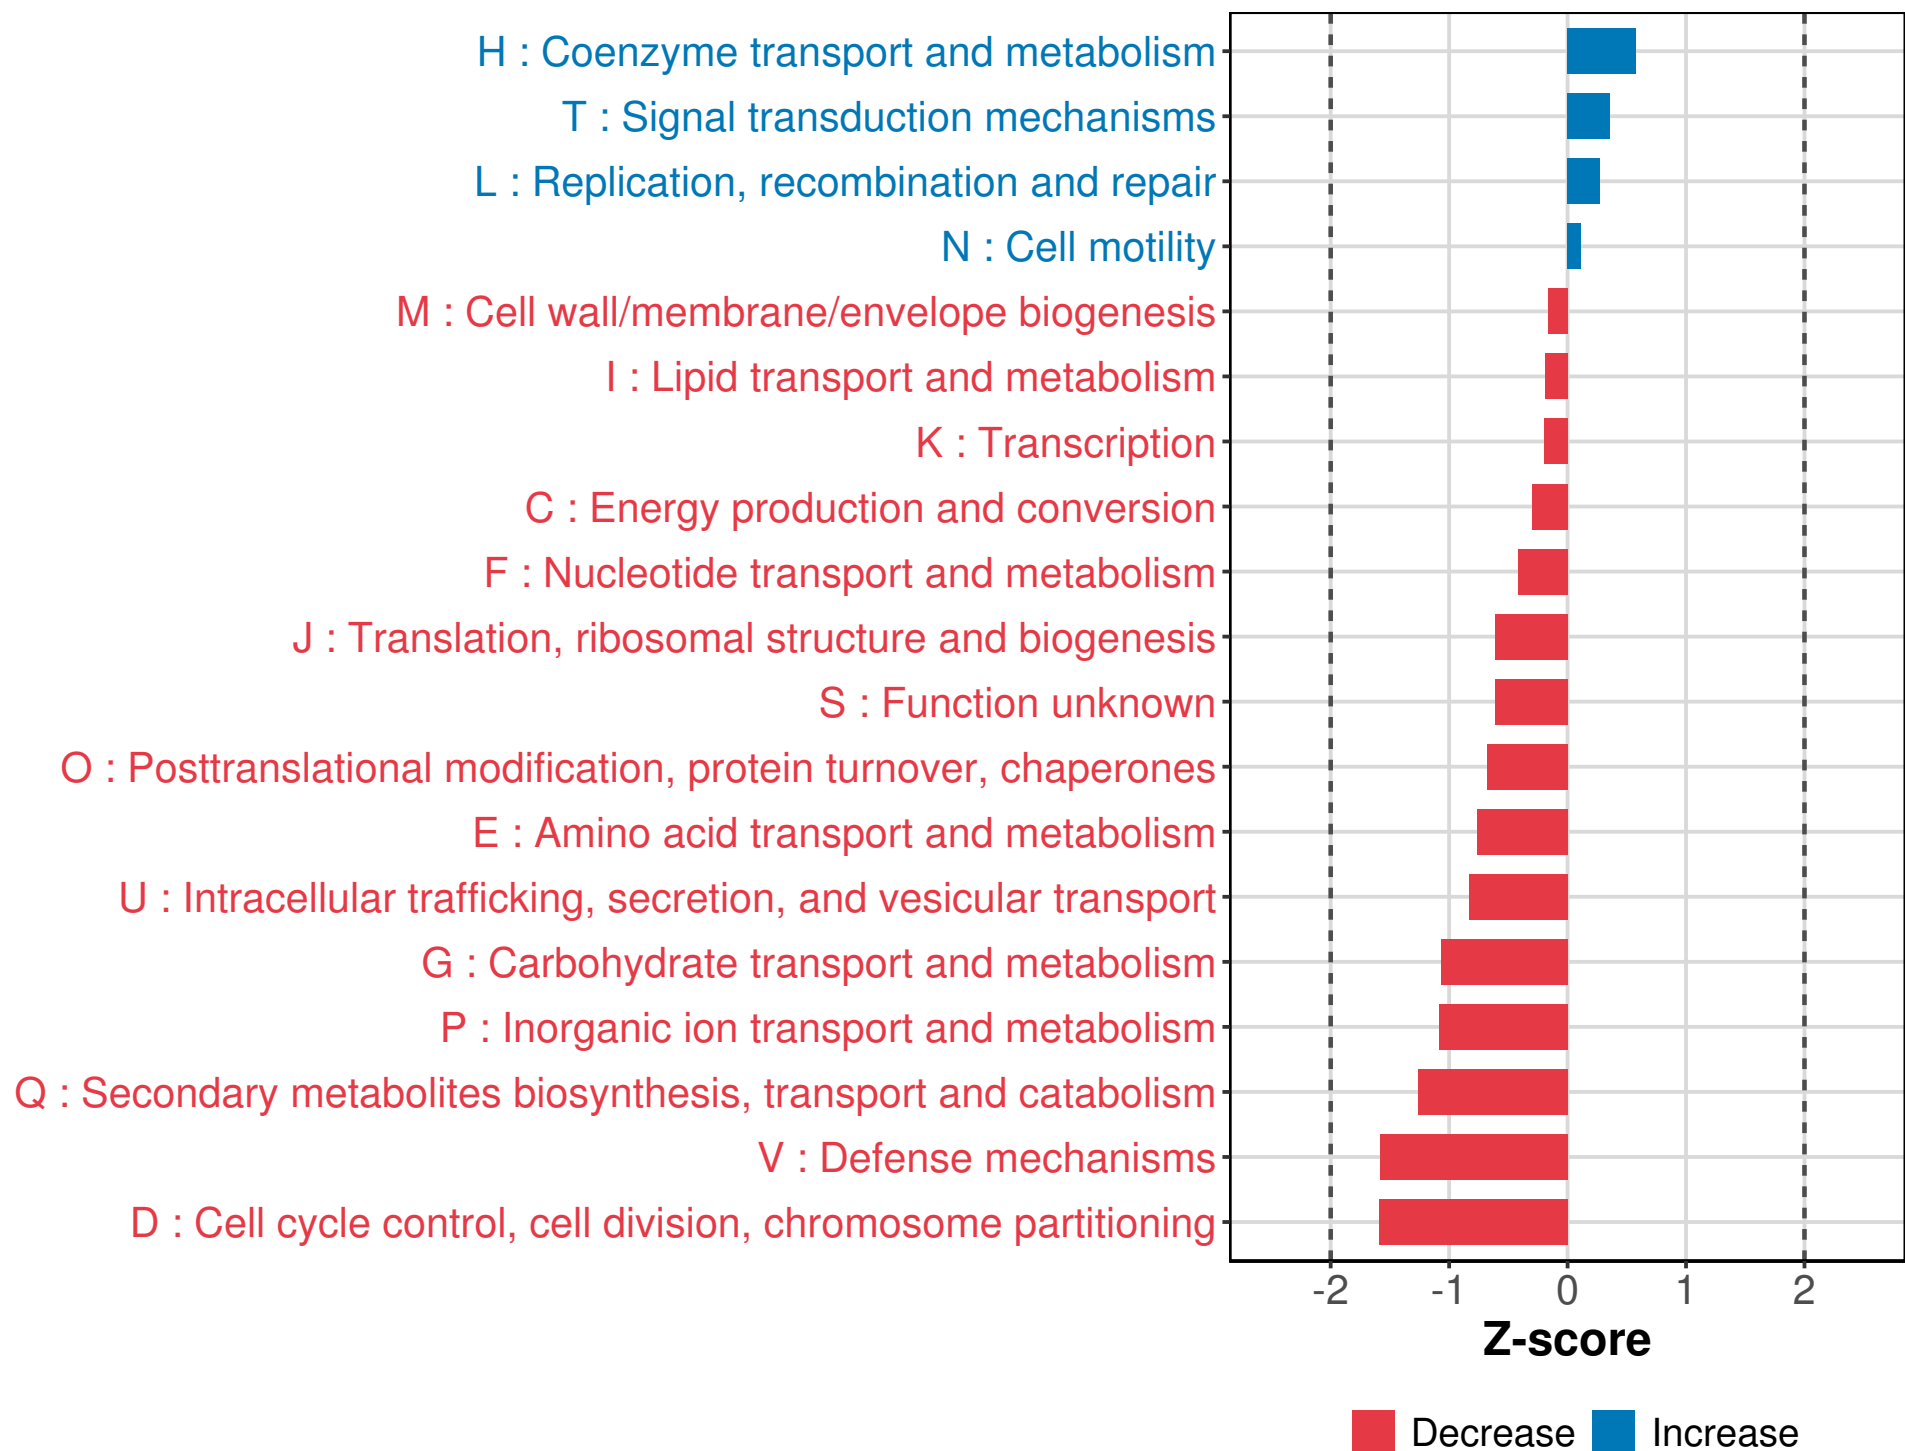 H : Coenzyme transport and metabolism
T : Signal transduction mechanisms
L : Replication, recombination and repair
N : Cell motility
M : Cell wall/membrane/envelope biogenesis
I : Lipid transport and metabolism
K : Transcription
C : Energy production and conversion
F : Nucleotide transport and metabolism
J : Translation, ribosomal structure and biogenesis
S : Function unknown
O : Posttranslational modification, protein turnover, chaperones
E : Amino acid transport and metabolism
U : Intracellular trafficking, secretion, and vesicular transport
G : Carbohydrate transport and metabolism
P : Inorganic ion transport and metabolism
Q : Secondary metabolites biosynthesis, transport and catabolism
V : Defense mechanisms
D : Cell cycle control, cell division, chromosome partitioning
-2 -1 0 1 2
Z-score
Decrease Increase